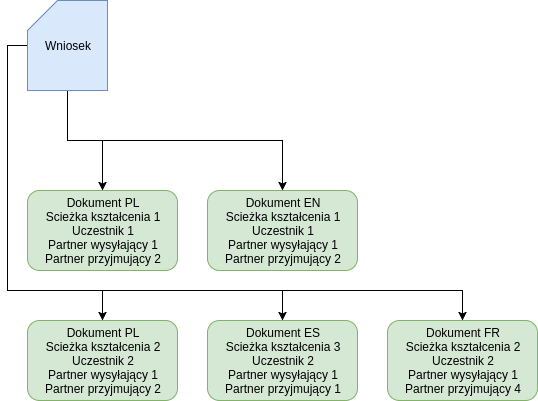 Wniosek
Dokument PL
Scieżka kształcenia 1
Uczestnik 1
Partner wysyłający 1
Partner przyjmujący 2
Dokument EN
Scieżka kształcenia 1
Uczestnik 1
Partner wysyłający 1
Partner przyjmujący 2
Dokument PL
Scieżka kształcenia 2
Uczestnik 2
Partner wysyłający 1
Partner przyjmujący 2
Dokument ES
Scieżka kształcenia 3
Uczestnik 2
Partner wysyłający 1
Partner przyjmujący 1
Dokument FR
Scieżka kształcenia 2
Uczestnik 2
Partner wysyłający 1
Partner przyjmujący 4